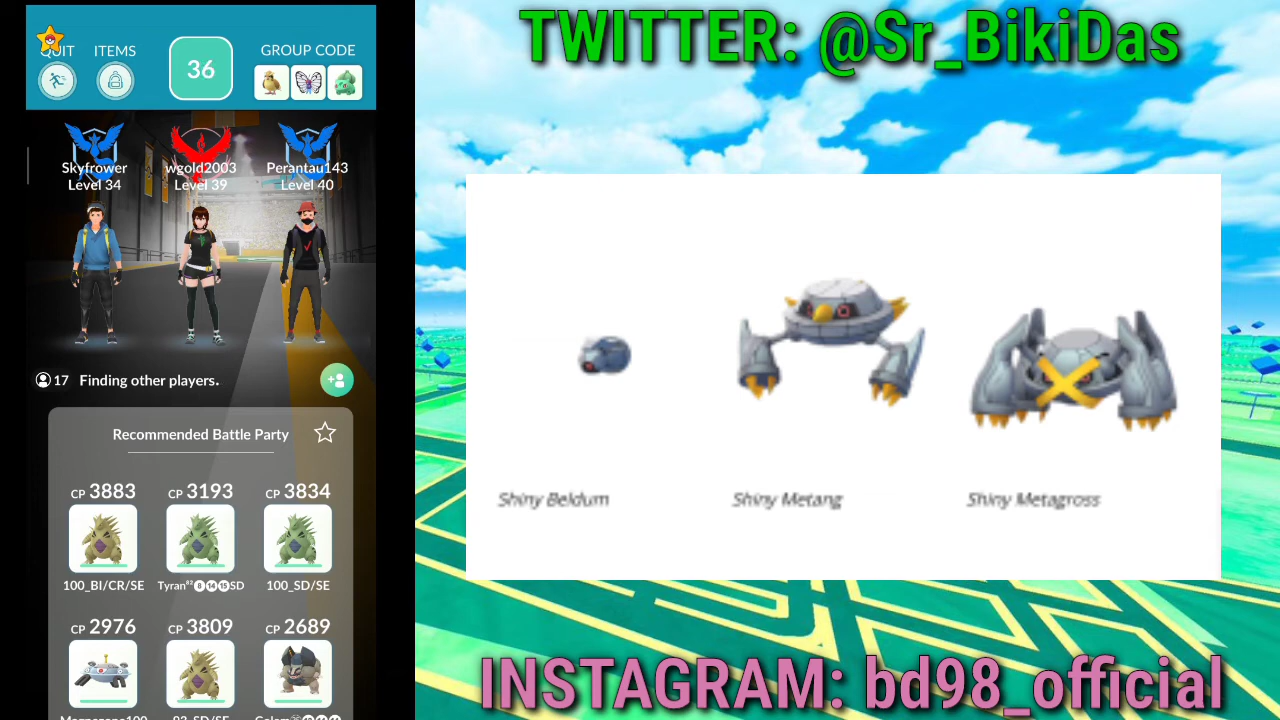 TWITTER: @Sr_BikiDas
QUIT ITEMS
36
GROUP CODE
Skyfrower
Level 34
wgold2003
Level 39
Perantau143
Level 40
17 Finding other players.
Recommended Battle Party
CP 3883 CP 3193 CP 3834
100_BI/CR/SE Tyran⁸²⓼⓮⓯SD 100_SD/SE
CP 2976 CP 3809 CP 2689
Shiny Beldum
Shiny Metang
Shiny Metagross
INSTAGRAM: bd98_official